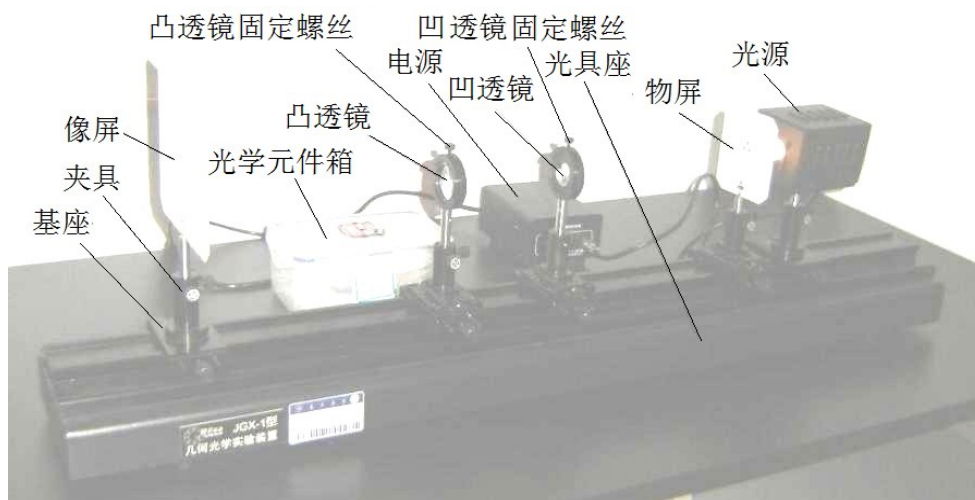 凸透镜固定螺丝
凹透镜固定螺丝
电源
光具座
光源
凹透镜
物屏
凸透镜
像屏
光学元件箱
夹具
基座
JGX-1型
几何光学实验装置